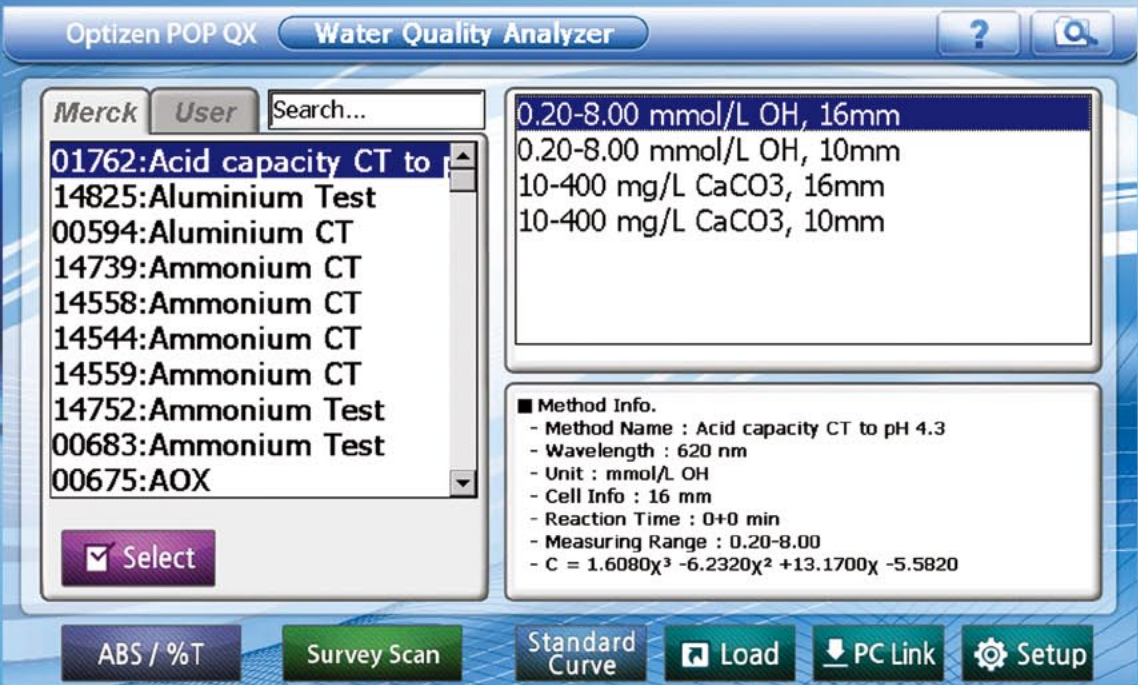 Optizen POP QX Water Quality Analyzer ?
Merck User Search...
01762:Acid capacity CT to
14825:Aluminium Test
00594:Aluminium CT
14739:Ammonium CT
14558:Ammonium CT
14544:Ammonium CT
14559:Ammonium CT
14752:Ammonium Test
00683:Ammonium Test
00675:AOX
Select
0.20-8.00 mmol/L OH, 16mm
0.20-8.00 mmol/L OH, 10mm
10-400 mg/L CaCO3, 16mm
10-400 mg/L CaCO3, 10mm
■ Method Info.
- Method Name : Acid capacity CT to pH 4.3
- Wavelength : 620 nm
- Unit : mmol/L OH
- Cell Info : 16 mm
- Reaction Time : 0+0 min
- Measuring Range : 0.20-8.00
- C = 1.6080χ³ -6.2320χ² +13.1700χ -5.5820
ABS / %T
Survey Scan
Standard
Curve
Load
PC Link
Setup